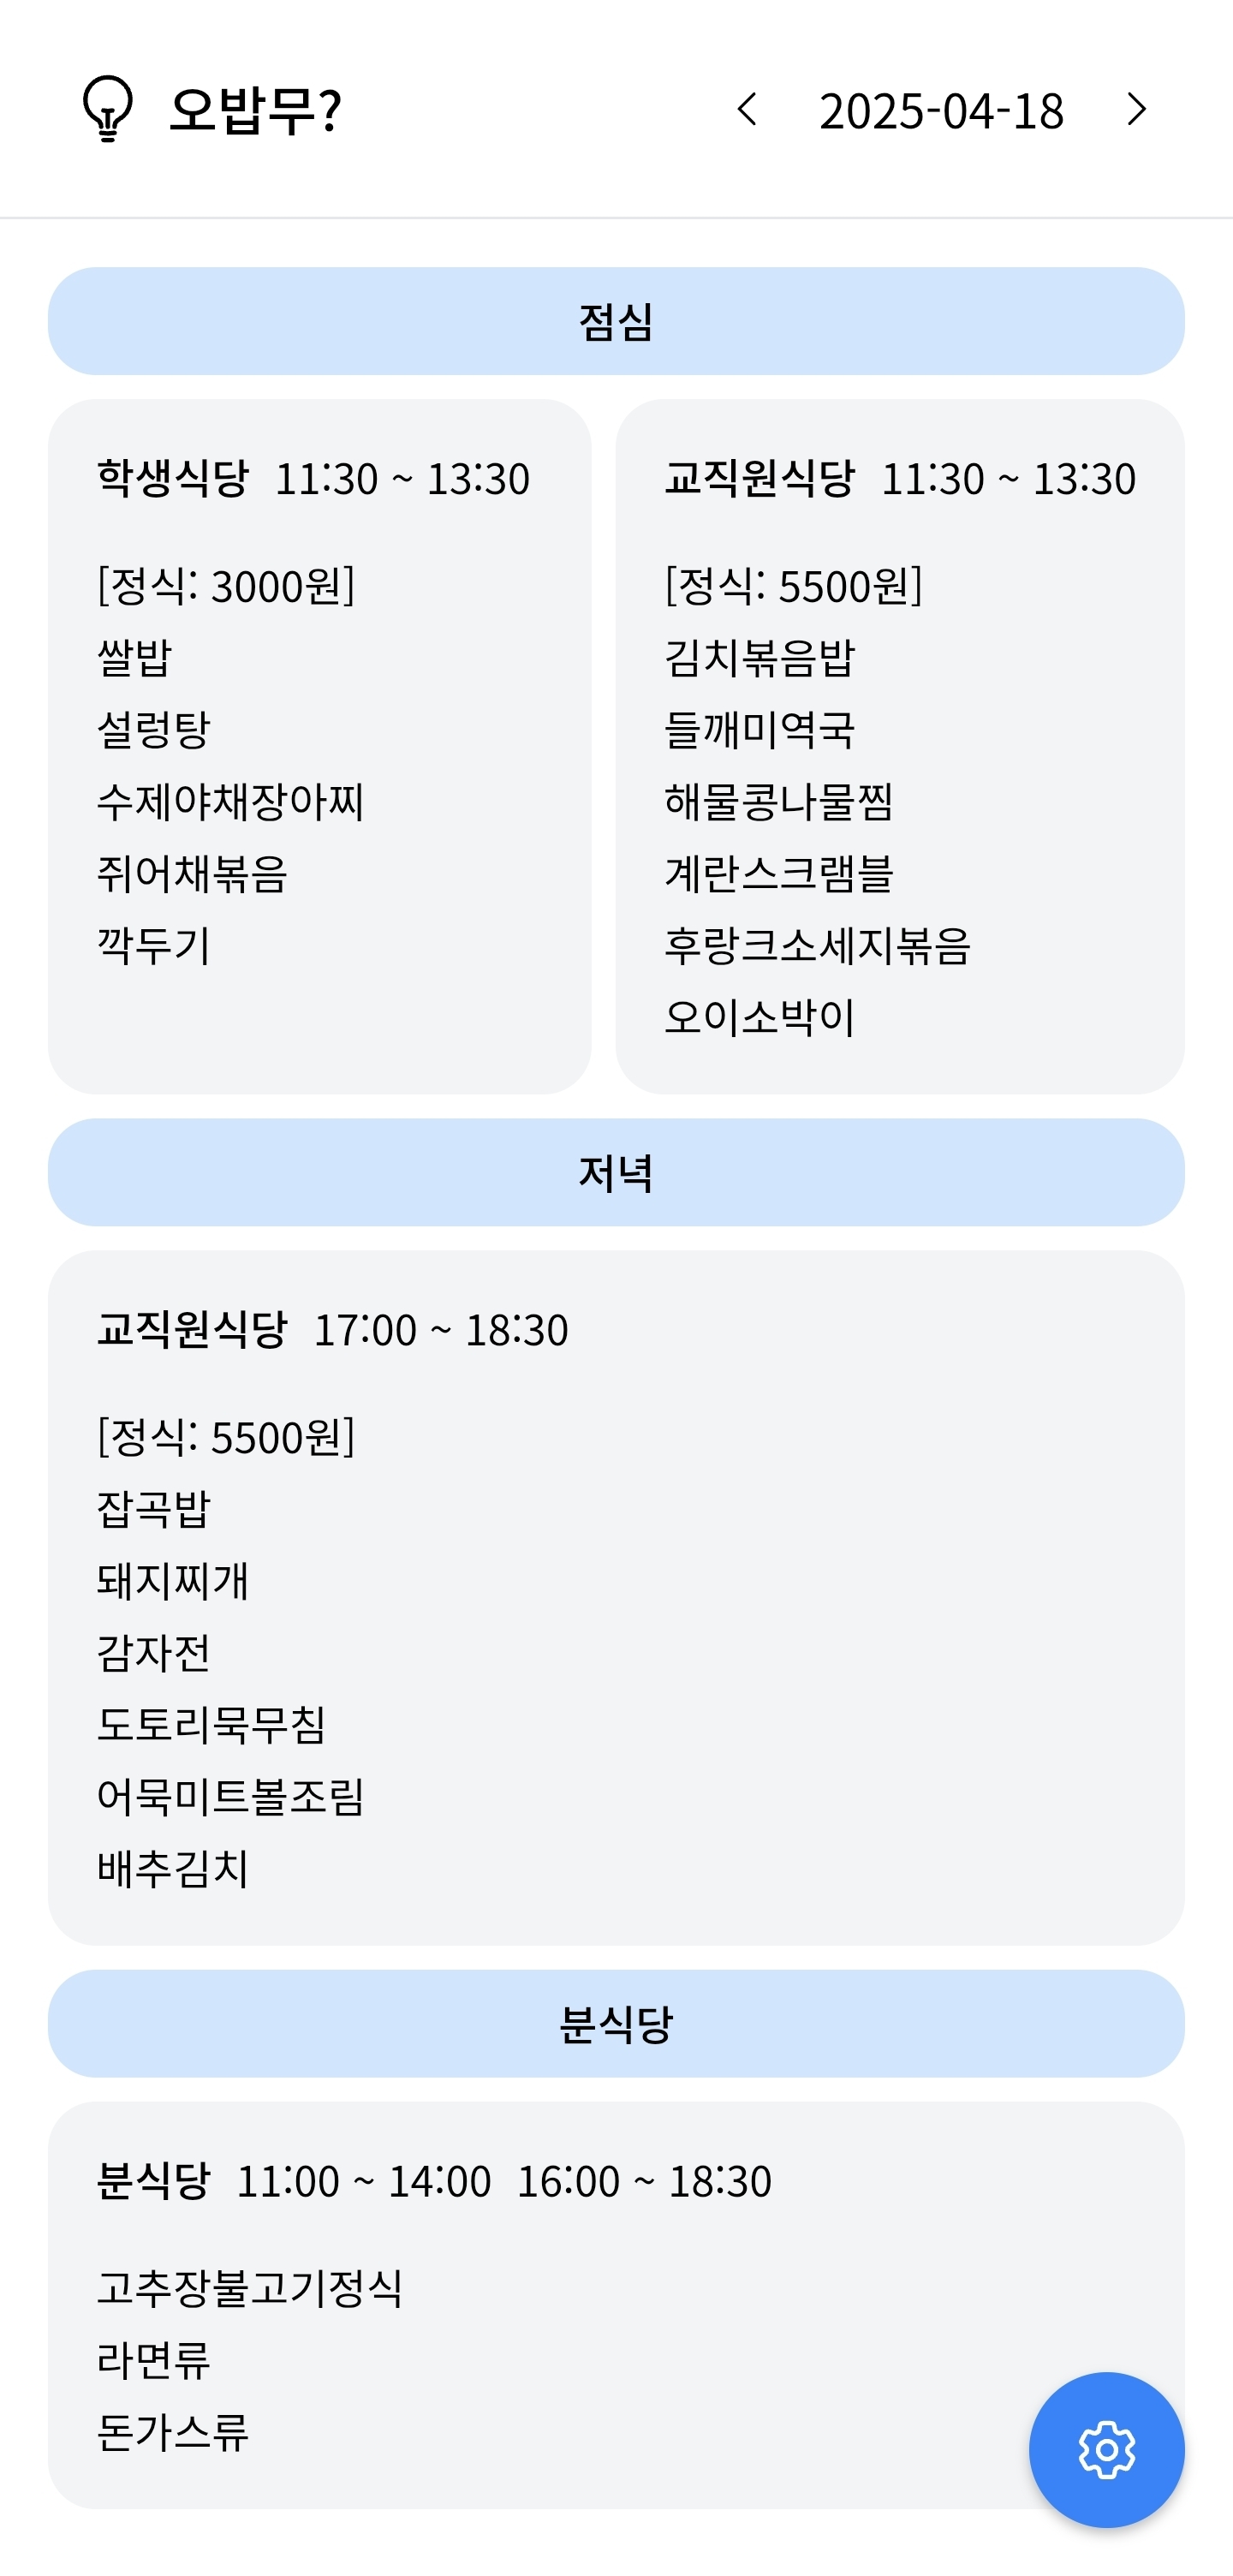 오밥무?
2025-04-18
점심
학생식당 11:30 ~ 13:30
[정식: 3000원]
쌀밥
설렁탕
수제야채장아찌
쥐어채볶음
깍두기
교직원식당 11:30 ~ 13:30
[정식: 5500원]
김치볶음밥
들깨미역국
해물콩나물찜
계란스크램블
후랑크소세지볶음
오이소박이
저녁
교직원식당 17:00 ~ 18:30
[정식: 5500원]
잡곡밥
돼지찌개
감자전
도토리묵무침
어묵미트볼조림
배추김치
분식당
분식당 11:00 ~ 14:00 16:00 ~ 18:30
고추장불고기정식
라면류
돈가스류